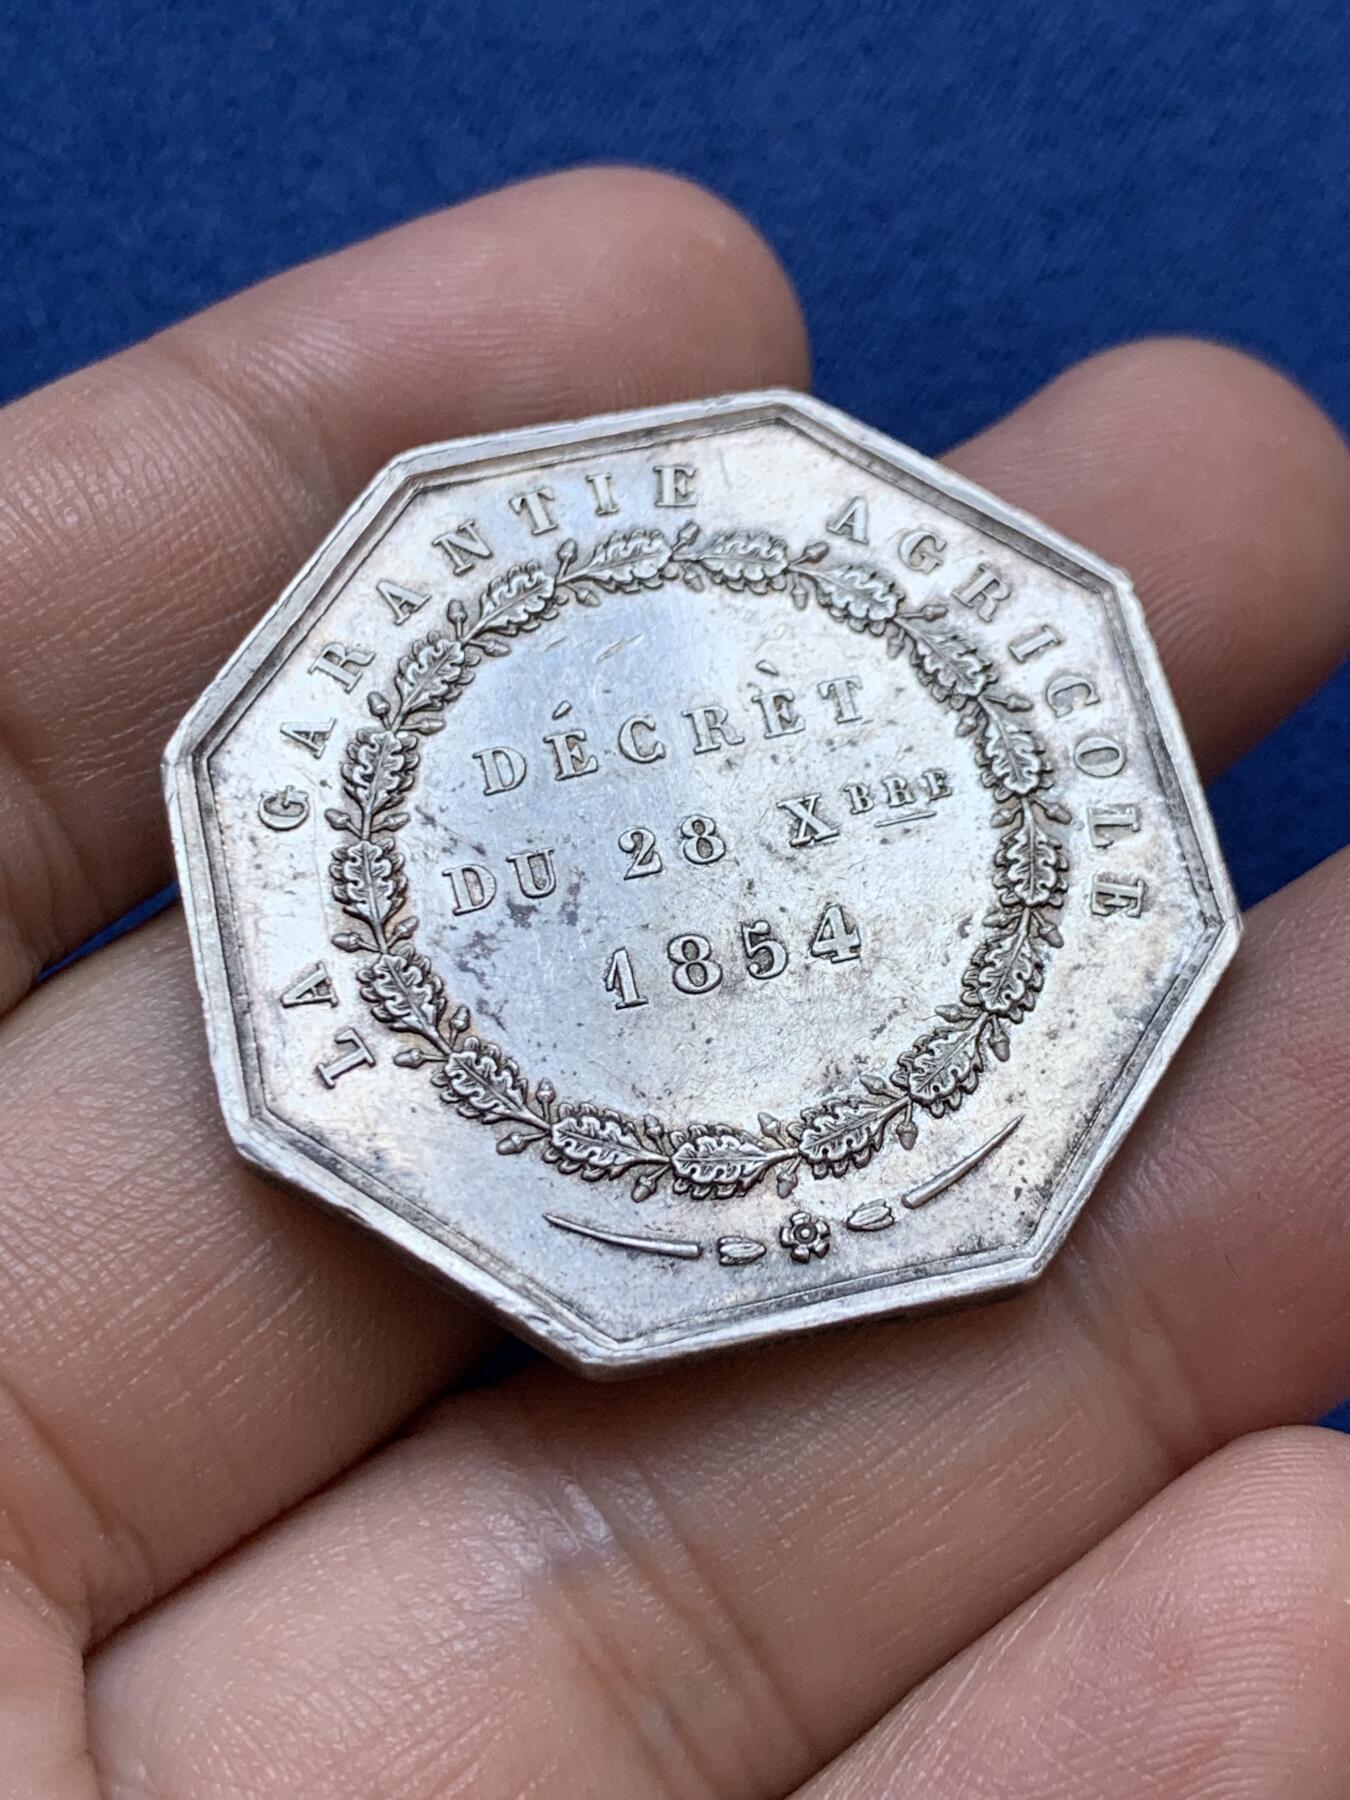 LA GARANTIE AGRICOLE
DÉCRÈT
DU 28 XBRE
1854